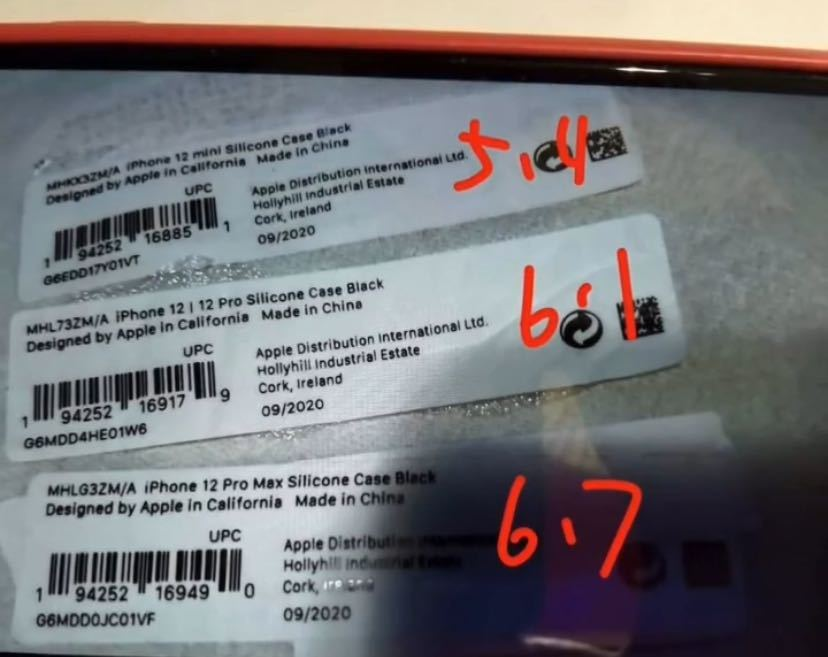 MHKX3ZM/A iPhone 12 mini Silicone Case Black
Designed by Apple in California Made in China
UPC
1 94252 16885 1
G6EDD17Y01VT
Apple Distribution International Ltd.
Hollyhill Industrial Estate
Cork, Ireland
09/2020
5.4
MHL73ZM/A iPhone 12 | 12 Pro Silicone Case Black
Designed by Apple in California Made in China
UPC
1 94252 16917 9
G6MDD4HE01W6
Apple Distribution International Ltd.
Hollyhill Industrial Estate
Cork, Ireland
09/2020
6.1
MHLG3ZM/A iPhone 12 Pro Max Silicone Case Black
Designed by Apple in California Made in China
UPC
1 94252 16949 0
G6MDD0JC01VF
Apple Distribution International
Hollyhill Industrial Estate
Cork, Ireland
09/2020
6.7